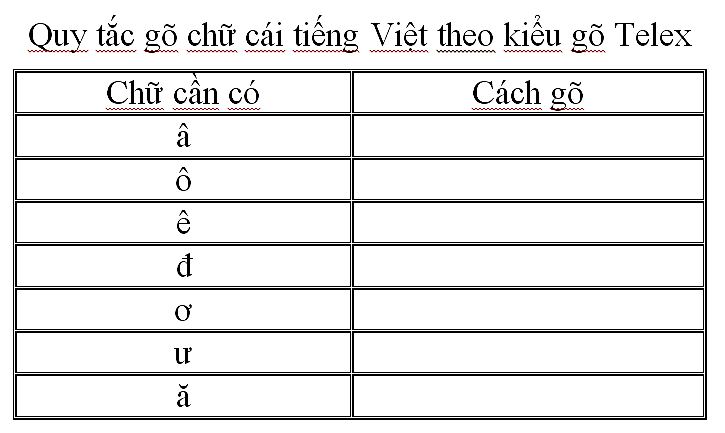 Quy tắc gõ chữ cái tiếng Việt theo kiểu gõ Telex
Chữ cần có Cách gõ
â
ô
ê
đ
ơ
ư
ă